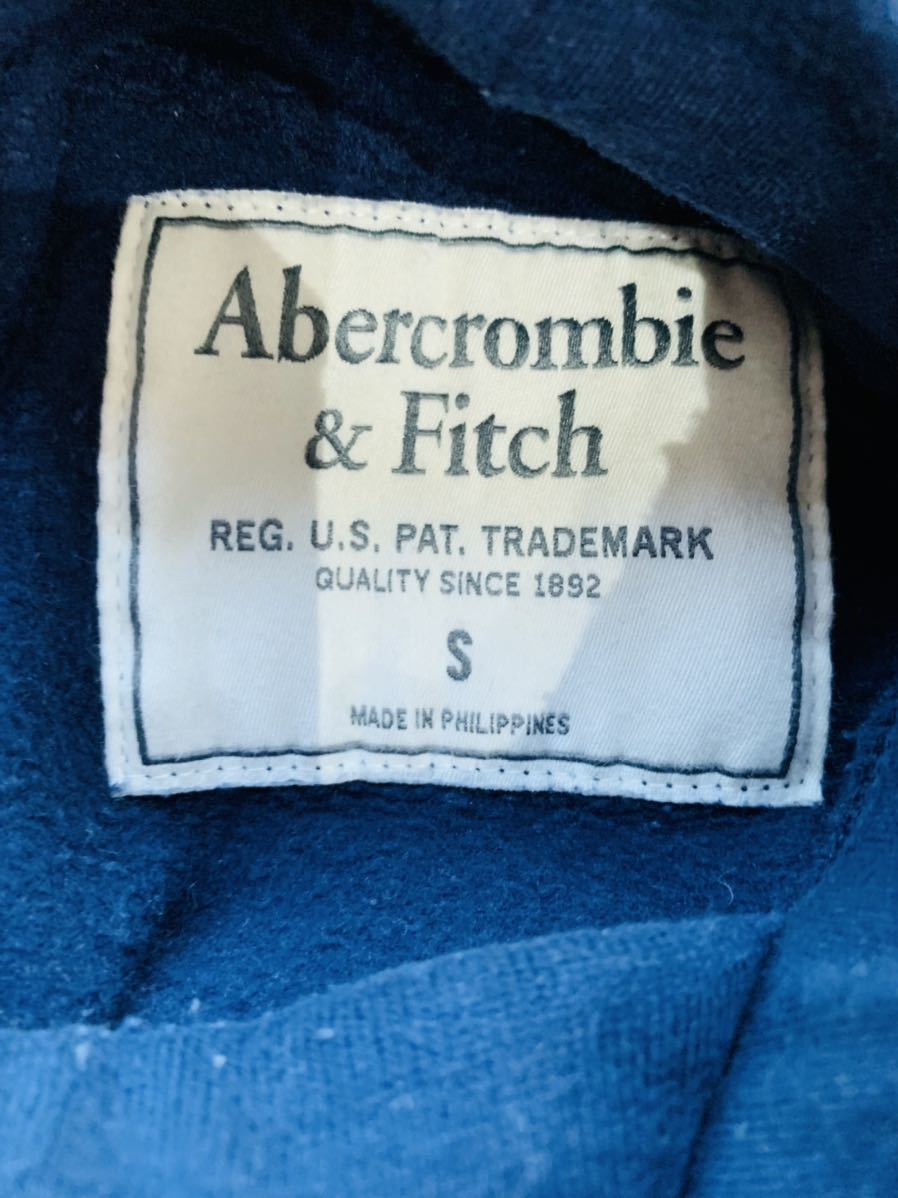 Abercrombie
& Fitch
REG. U.S. PAT. TRADEMARK
QUALITY SINCE 1892
S
MADE IN PHILIPPINES